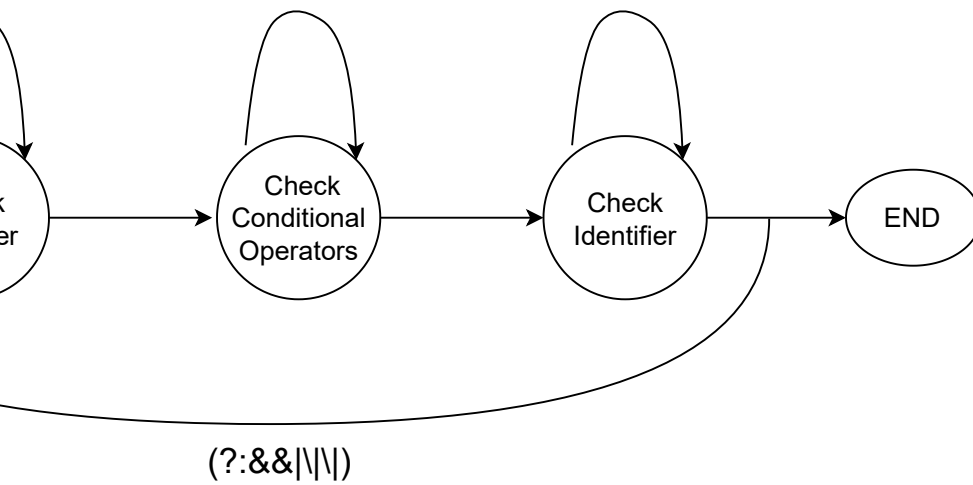 Check
Conditional
Operators
Check
Identifier
END
(?:&&|\|\|)